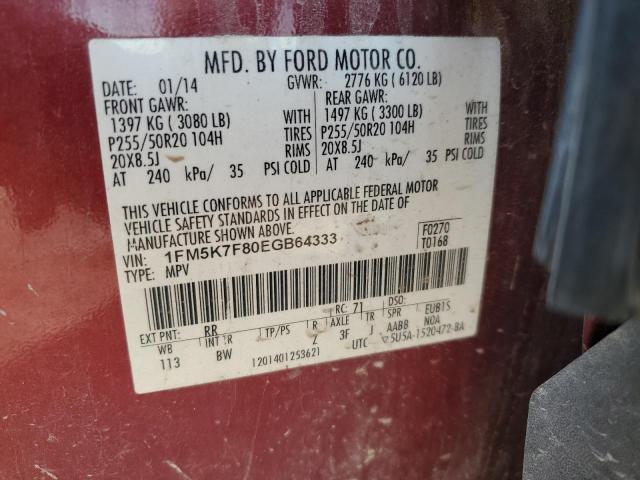 MFD. BY FORD MOTOR CO.
DATE: 01/14 GVWR: 2776 KG ( 6120 LB)
FRONT GAWR: REAR GAWR:
1397 KG ( 3080 LB) WITH 1497 KG ( 3300 LB) WITH
P255/50R20 104H TIRES P255/50R20 104H TIRES
20X8.5J RIMS 20X8.5J RIMS
AT 240 kPa/ 35 PSI COLD AT 240 kPa/ 35 PSI COLD
THIS VEHICLE CONFORMS TO ALL APPLICABLE FEDERAL MOTOR
VEHICLE SAFETY STANDARDS IN EFFECT ON THE DATE OF
MANUFACTURE SHOWN ABOVE.
VIN: 1FM5K7F80EGB64333 F0270
TYPE: MPV T0168
EXT PNT: RR RC: 71 DSO:
WB INT TR TP/PS R AXLE TR SPR EUB1S
113 BW Z 3F J AABB NOA
1201401253621 UTC 5U5A-1520472-BA